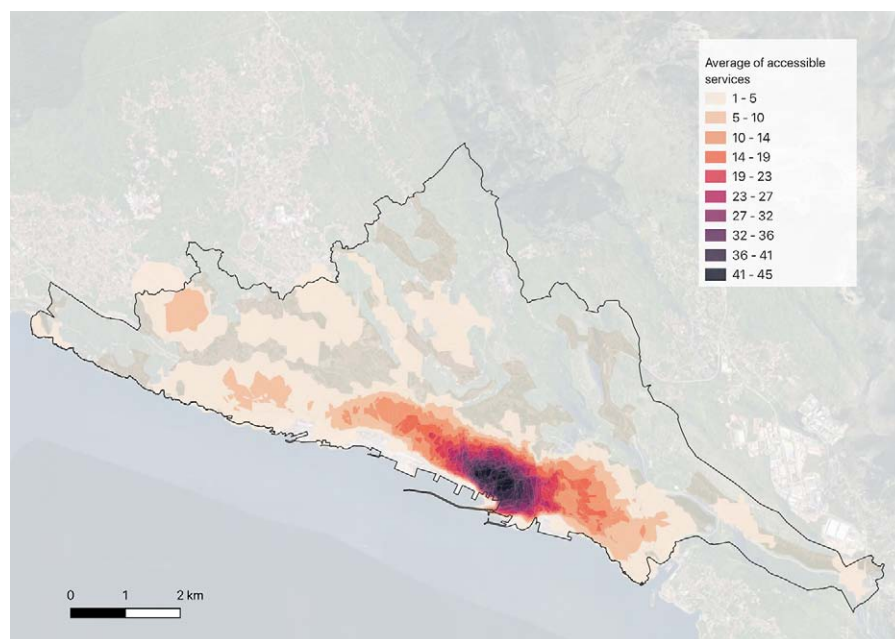 Average of accessible
services
1 - 5
5 - 10
10 - 14
14 - 19
19 - 23
23 - 27
27 - 32
32 - 36
36 - 41
41 - 45
0 1 2 km